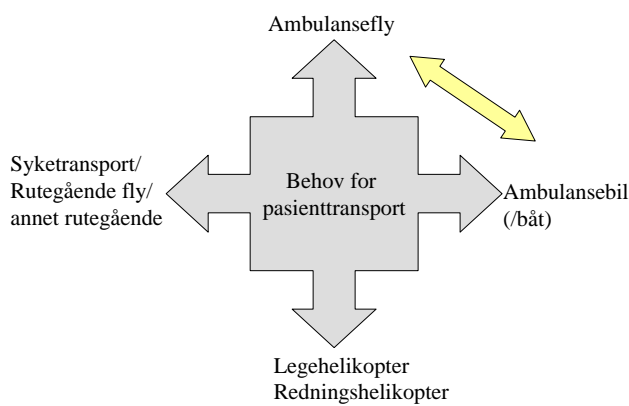 Ambulansefly
Syketransport/
Rutegående fly/
annet rutegående
Behov for
pasienttransport
Ambulansebil
(/båt)
Legehelikopter
Redningshelikopter